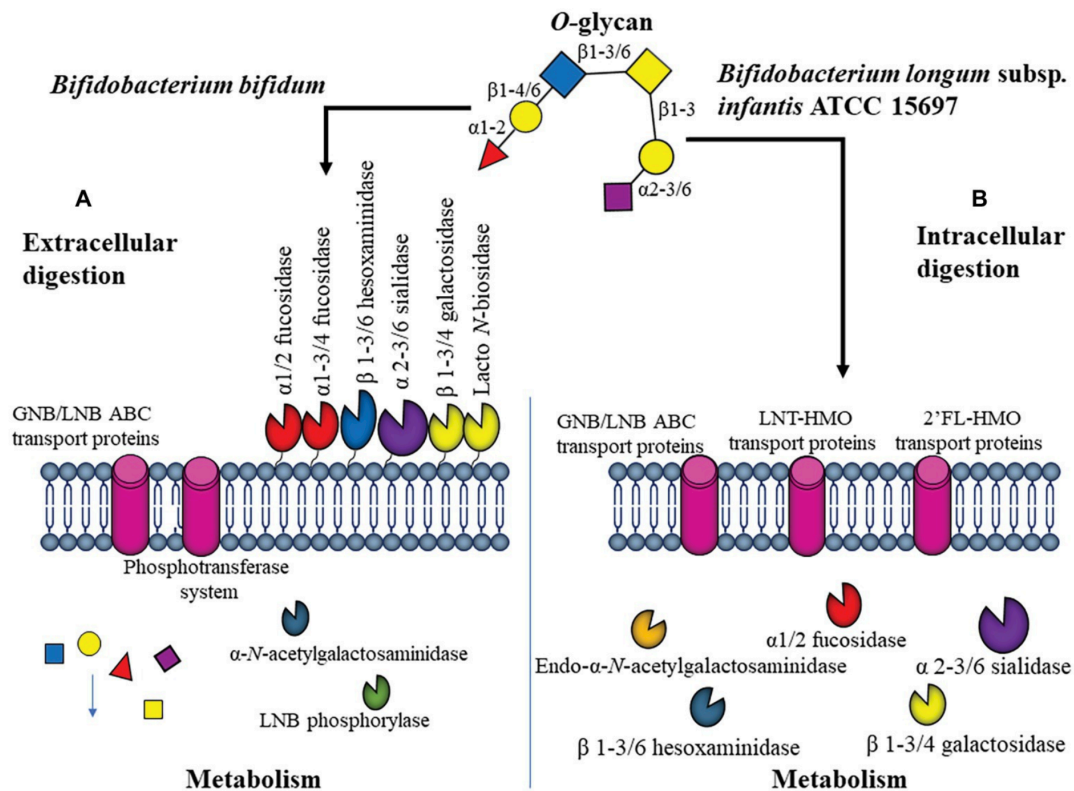 O-glycan
β1-3/6
Bifidobacterium bifidum
Bifidobacterium longum subsp.
infantis ATCC 15697
β1-4/6
β1-3
α1-2
α2-3/6
A
Extracellular
digestion
α1/2 fucosidase
α1-3/4 fucosidase
β 1-3/6 hesoxaminidase
α 2-3/6 sialidase
β 1-3/4 galactosidase
Lacto N-biosidase
GNB/LNB ABC
transport proteins
Phosphotransferase
system
α-N-acetylgalactosaminidase
LNB phosphorylase
Metabolism
B
Intracellular
digestion
GNB/LNB ABC
transport proteins
LNT-HMO
transport proteins
2’FL-HMO
transport proteins
α1/2 fucosidase
Endo-α-N-acetylgalactosaminidase
α 2-3/6 sialidase
β 1-3/6 hesoxaminidase
β 1-3/4 galactosidase
Metabolism